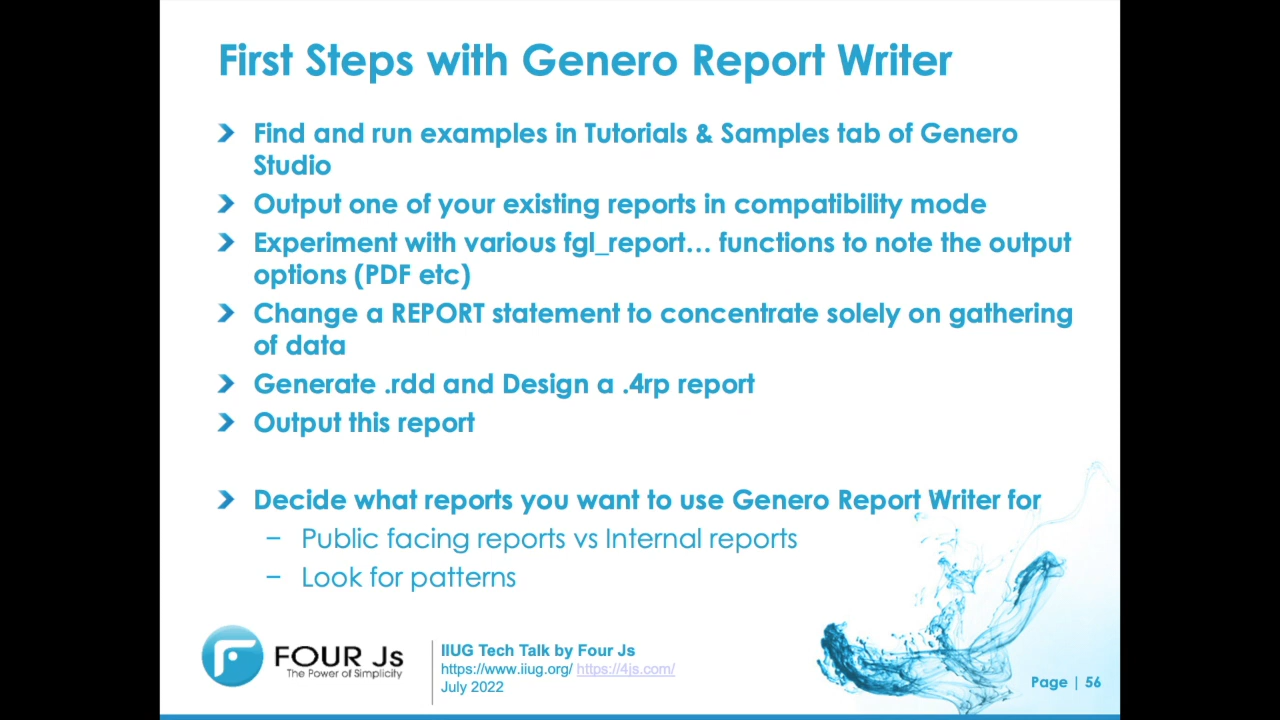 First Steps with Genero Report Writer
Find and run examples in Tutorials & Samples tab of Genero
Studio
Output one of your existing reports in compatibility mode
Experiment with various fgl_report... functions to note the output
options (PDF etc)
Change a REPORT statement to concentrate solely on gathering
of data
Generate .rdd and Design a .4rp report
Output this report
Decide what reports you want to use Genero Report Writer for
– Public facing reports vs Internal reports
– Look for patterns
FOUR Js
The Power of Simplicity
IIUG Tech Talk by Four Js
https://www.iiug.org/ https://4js.com/
July 2022
Page | 56